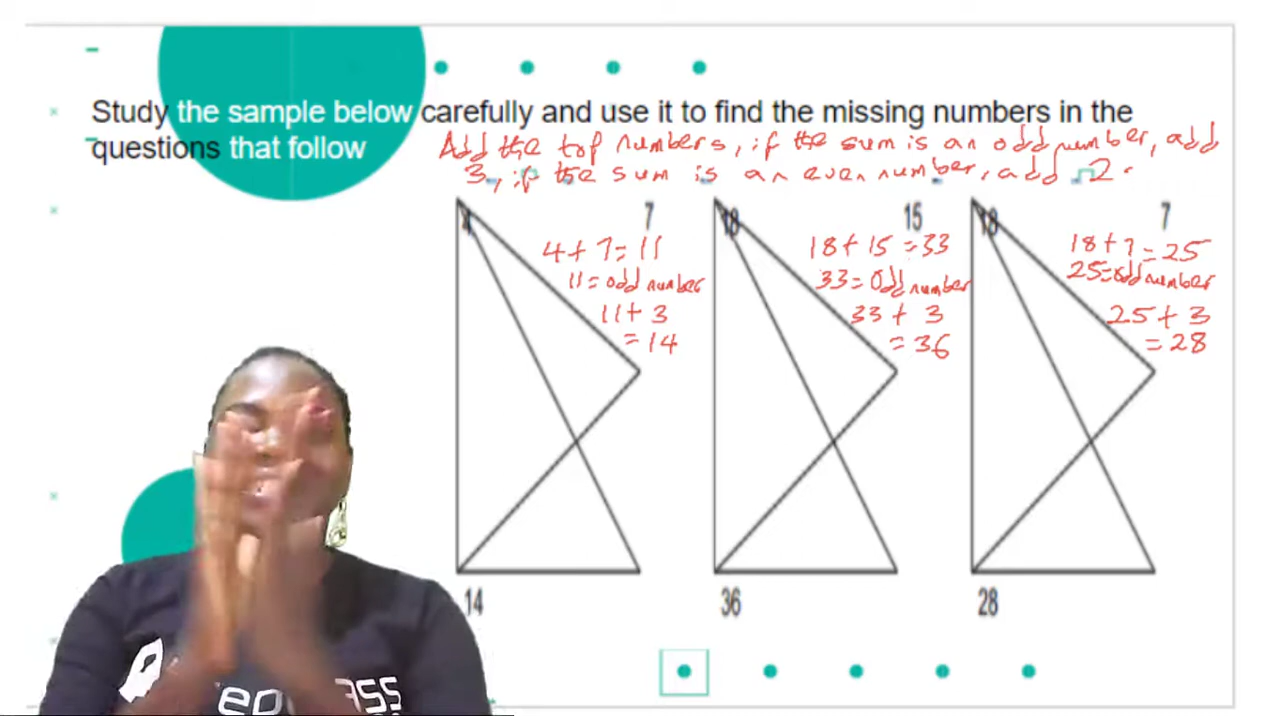 Study the sample below carefully and use it to find the missing numbers in the
questions that follow
Add the top numbers, if the sum is an odd number, add
3, if the sum is an even number, add 2.
4 7 18 15 18 7
4 + 7 = 11
11 = odd number
11 + 3
= 14
18 + 15 = 33
33 = Odd number
33 + 3
= 36
18 + 7 = 25
25 = odd number
25 + 3
= 28
14 36 28